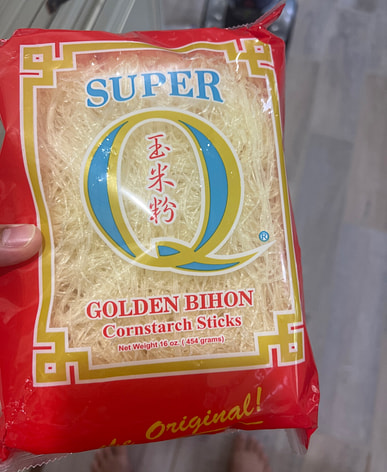 SUPER
Q
玉米粉
®
GOLDEN BIHON
Cornstarch Sticks
Net Weight 16 oz. (454 grams)
Original!